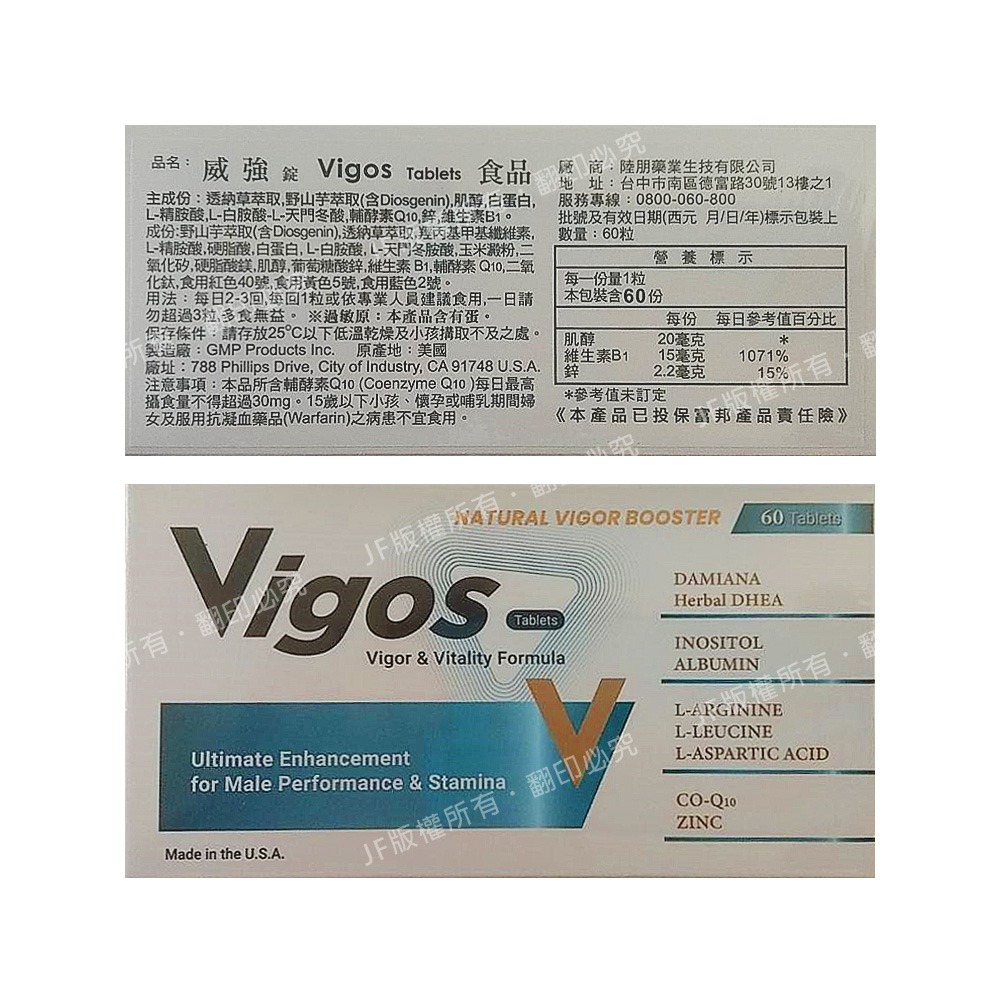 品名：威強錠 Vigos Tablets 食品
主成份：透納草萃取,野山芋萃取(含Diosgenin),肌醇,白蛋白,
L-精胺酸,L-白胺酸-L-天門冬酸,輔酵素Q10,鋅,維生素B1。
成份:野山芋萃取(含Diosgenin),透納草萃取,羥丙基甲基纖維素,
L-精胺酸,硬脂酸,白蛋白,L-白胺酸,L-天門冬胺酸,玉米澱粉,二
氧化矽,硬脂酸鎂,肌醇,葡萄糖酸鋅,維生素 B1,輔酵素 Q10,二氧
化鈦,食用紅色40號,食用黃色5號,食用藍色2號。
用法：每日2-3回,每回1粒或依專業人員建議食用,一日請
勿超過3粒,多食無益。 ※過敏原：本產品含有蛋。
保存條件：請存放25°C以下低溫乾燥及小孩攝取不及之處。
製造廠：GMP Products Inc. 原產地：美國
廠址：788 Phillips Drive, City of Industry, CA 91748 U.S.A.
注意事項：本品所含輔酵素Q10 (Coenzyme Q10 )每日最高
攝食量不得超過30mg。15歲以下小孩、懷孕或哺乳期間婦
女及服用抗凝血藥品(Warfarin)之病患不宜食用。
廠 商：陸朋藥業生技有限公司
地 址：台中市南區德富路30號13樓之1
服務專線：0800-060-800
批號及有效日期(西元 月/日/年)標示包裝上
數量：60粒
營養標示
每一份量1粒
本包裝含60份
每份 每日參考值百分比
肌醇 20毫克 *
維生素B1 15毫克 1071%
鋅 2.2毫克 15%
*參考值未訂定
《本產品已投保富邦產品責任險》
NATURAL VIGOR BOOSTER
60 Tablets
Vigos
Tablets
Vigor & Vitality Formula
V
Ultimate Enhancement
for Male Performance & Stamina
Made in the U.S.A.
DAMIANA
Herbal DHEA
INOSITOL
ALBUMIN
L-ARGININE
L-LEUCINE
L-ASPARTIC ACID
CO-Q10
ZINC
JF版權所有・翻印必究